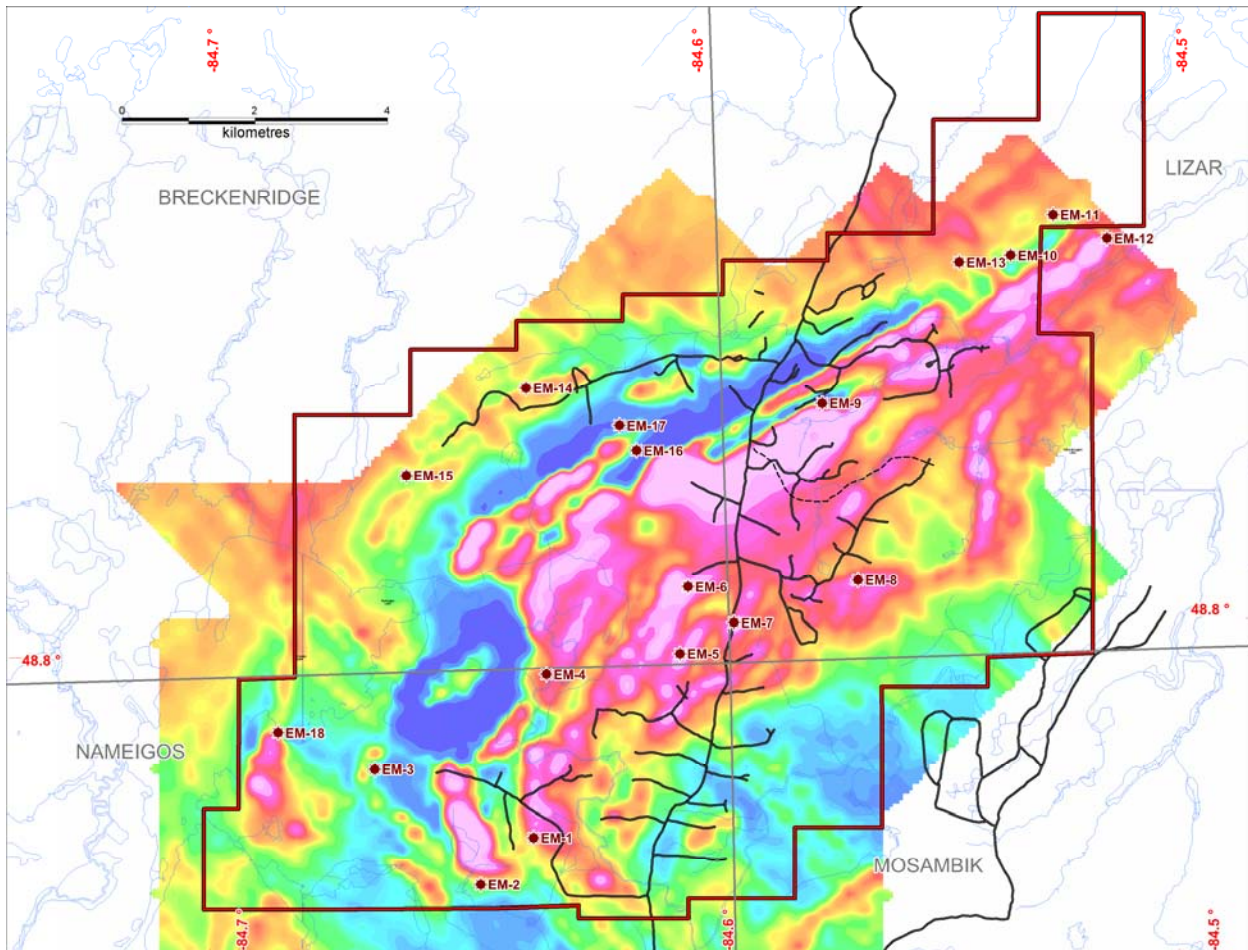 -84.7 °
-84.6 °
-84.5 °
0 2 4
kilometres
BRECKENRIDGE
LIZAR
EM-11
EM-12
EM-10
EM-13
EM-14
EM-9
EM-17
EM-16
EM-15
EM-8
EM-6
48.8 °
EM-7
EM-5
48.8 °
EM-4
EM-18
NAMEIGOS
EM-3
EM-1
MOSAMBIK
EM-2
-84.7 °
-84.6 °
-84.5 °